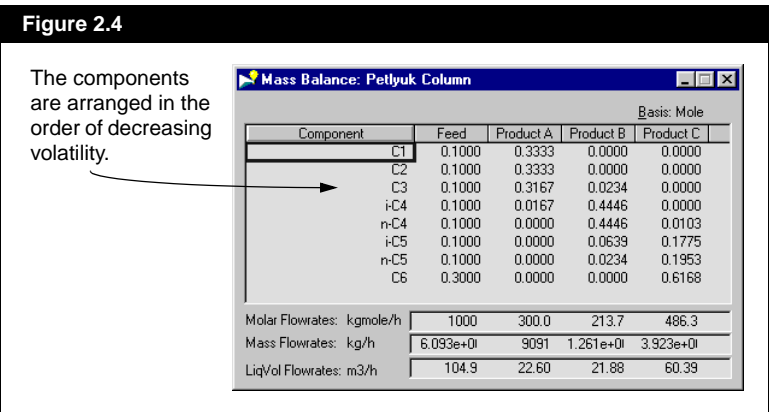 Figure 2.4
The components
are arranged in the
order of decreasing
volatility.
Mass Balance: Petlyuk Column
Basis: Mole
Component Feed Product A Product B Product C
C1 0.1000 0.3333 0.0000 0.0000
C2 0.1000 0.3333 0.0000 0.0000
C3 0.1000 0.3167 0.0234 0.0000
i-C4 0.1000 0.0167 0.4446 0.0000
n-C4 0.1000 0.0000 0.4446 0.0103
i-C5 0.1000 0.0000 0.0639 0.1775
n-C5 0.1000 0.0000 0.0234 0.1953
C6 0.3000 0.0000 0.0000 0.6168
Molar Flowrates: kgmole/h 1000 300.0 213.7 486.3
Mass Flowrates: kg/h 6.093e+0 9091 1.261e+0 3.923e+0
LiqVol Flowrates: m3/h 104.9 22.60 21.88 60.39